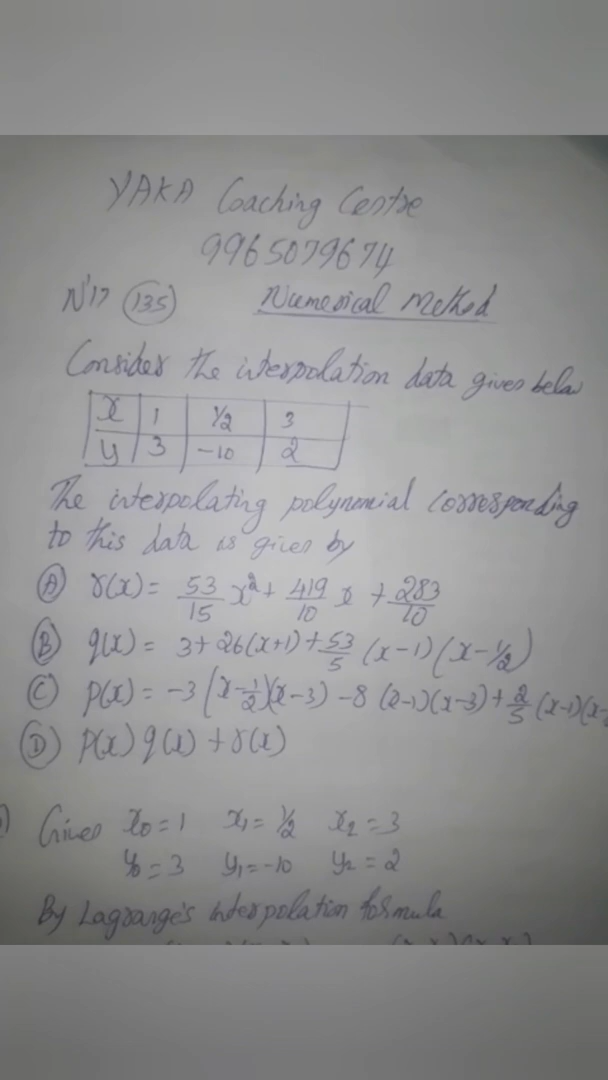 YAKA Coaching Centre
9965079674
N'17 (135) Numerical Method
Consider the interpolation data given below
x 1 1/2 3
y 3 -10 2
The interpolating polynomial corresponding
to this data is given by
(A) r(x) = 53/15 x² + 419/10 x + 283/10
(B) q(x) = 3+26(x+1)+53/5 (x-1)(x-1/2)
(C) p(x) = -3(x-1/2)(x-3) -8 (x-1)(x-3)+2/5 (x-1)(x-
(D) p(x) q(x) + r(x)
Given x₀=1 x₁=1/2 x₂=3
y₀=3 y₁=-10 y₂=2
By Lagrange's interpolation formula